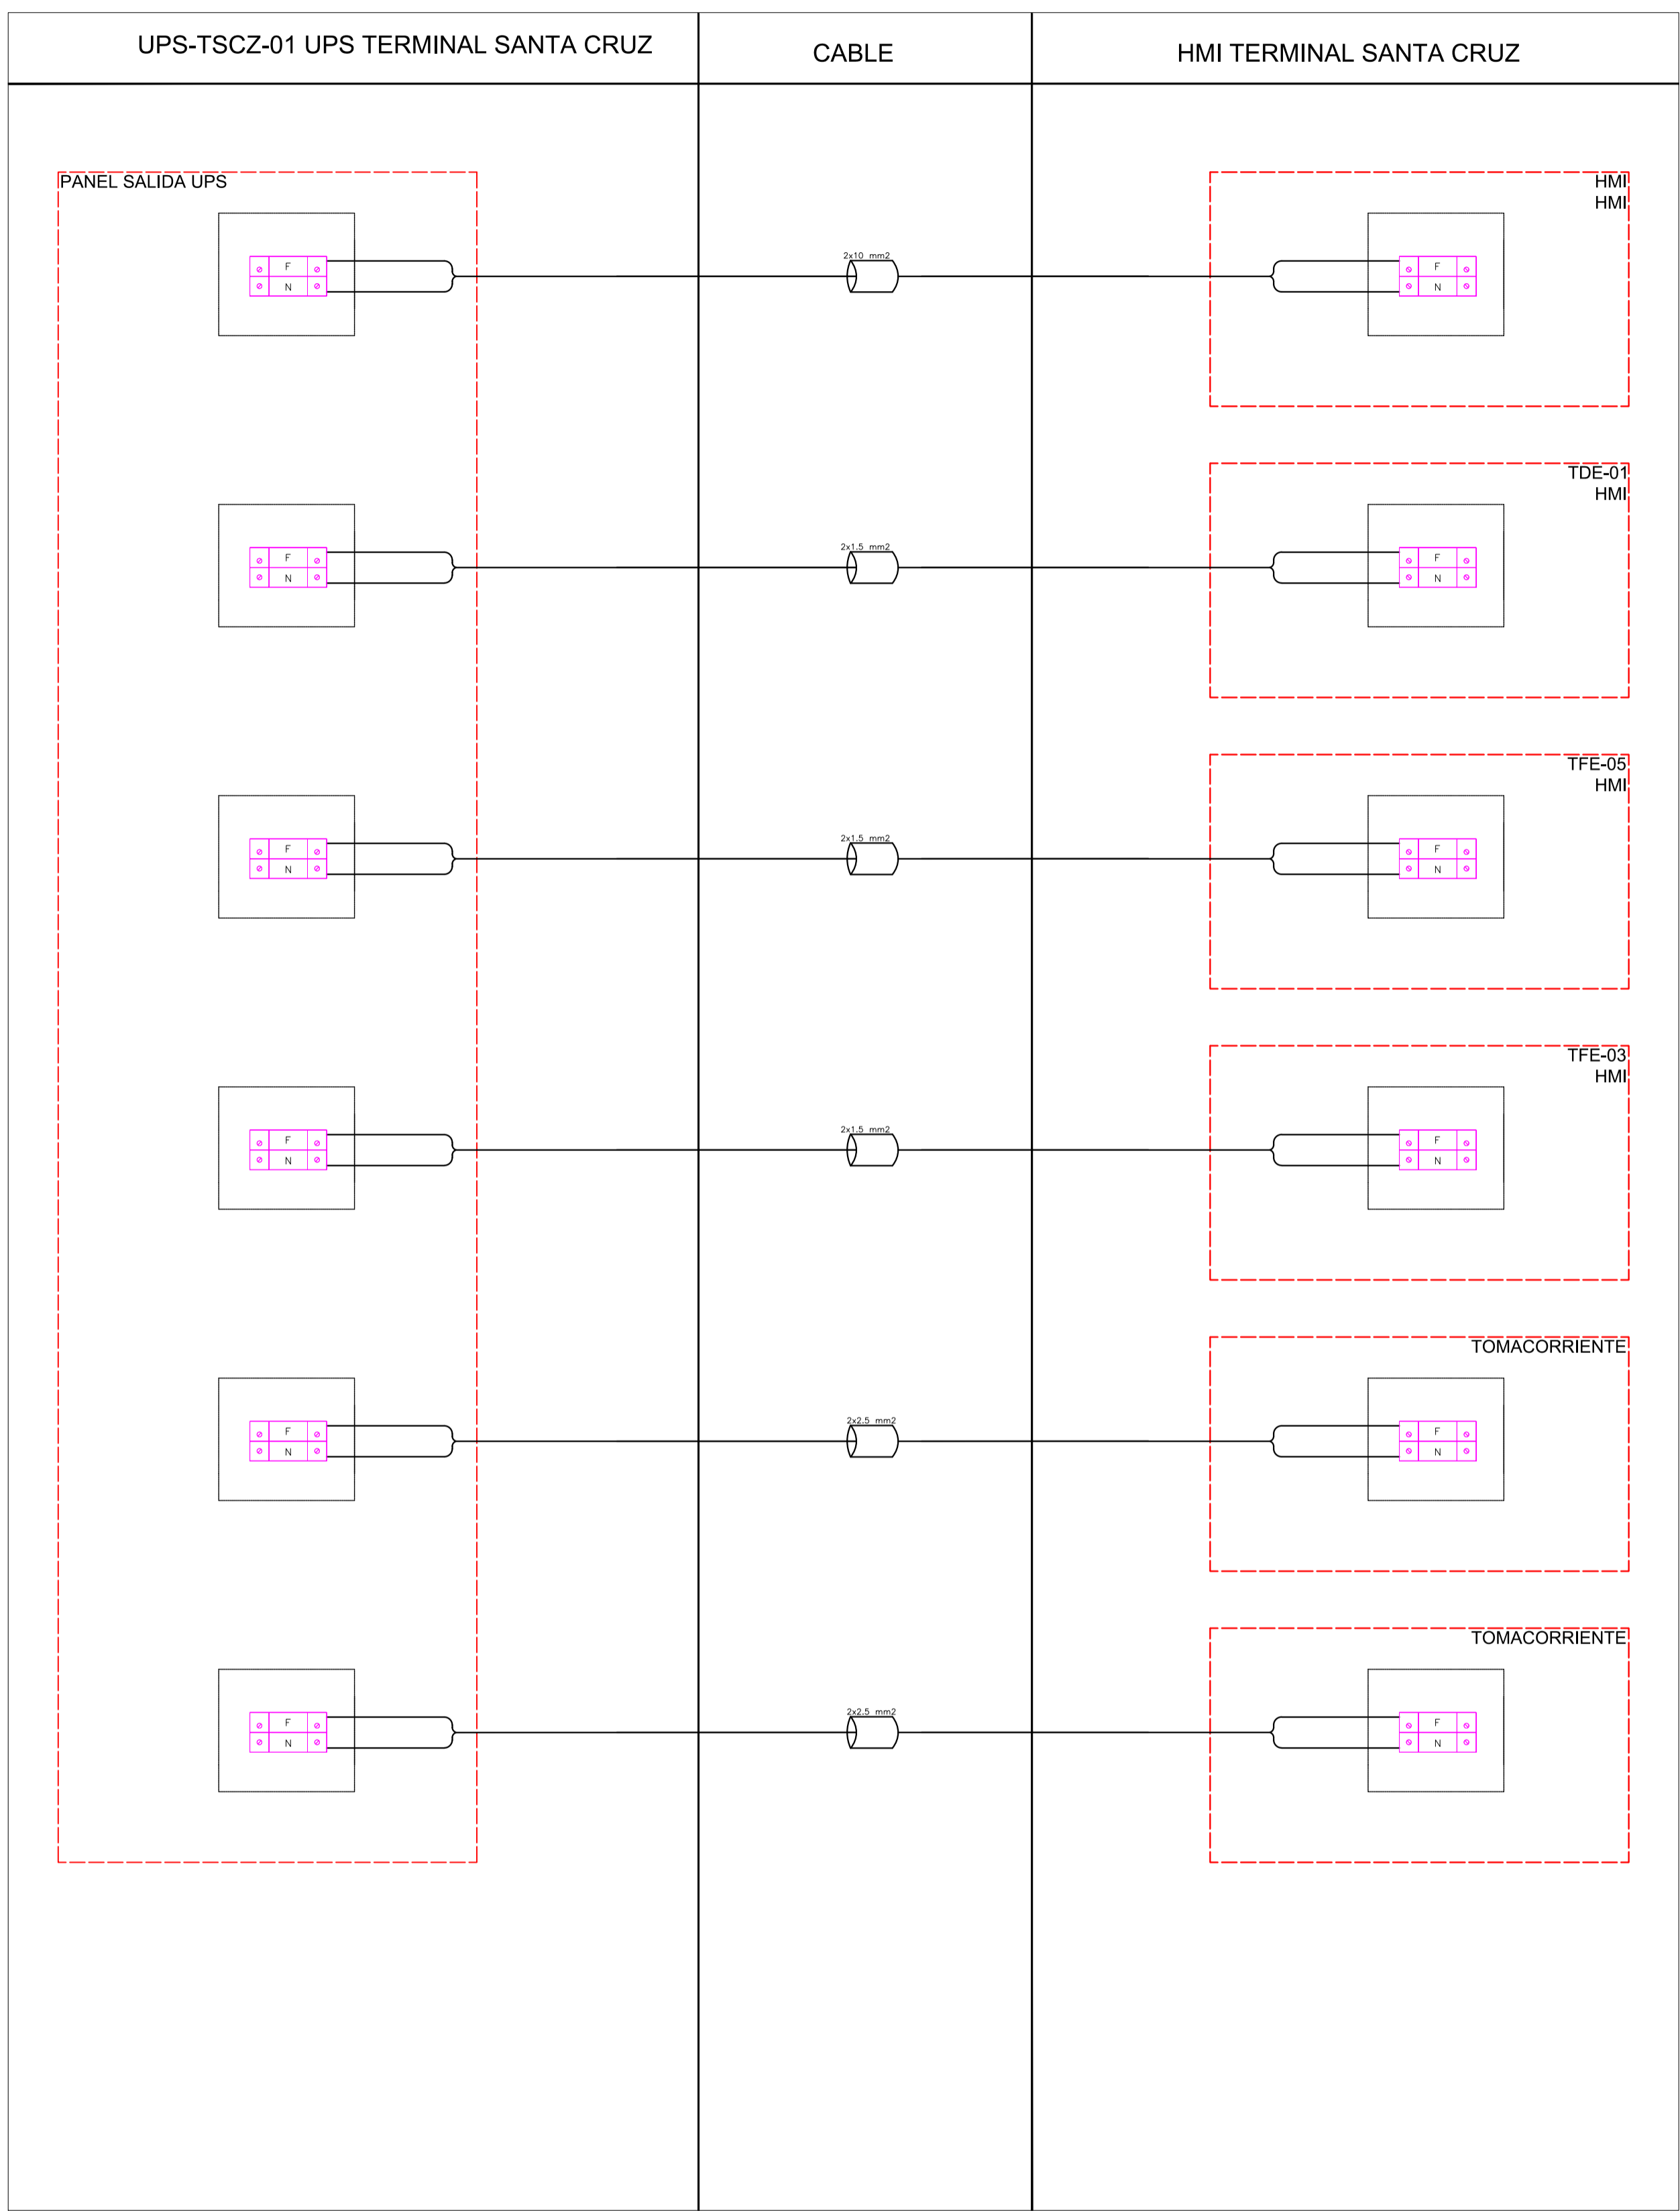 UPS-TSCZ-01 UPS TERMINAL SANTA CRUZ
CABLE
HMI TERMINAL SANTA CRUZ
PANEL SALIDA UPS
F
N
2x10 mm2
HMI
HMI
F
N
F
N
2x1.5 mm2
TDE-01
HMI
F
N
F
N
2x1.5 mm2
TFE-05
HMI
F
N
F
N
2x1.5 mm2
TFE-03
HMI
F
N
F
N
2x2.5 mm2
TOMACORRIENTE
F
N
F
N
2x2.5 mm2
TOMACORRIENTE
F
N